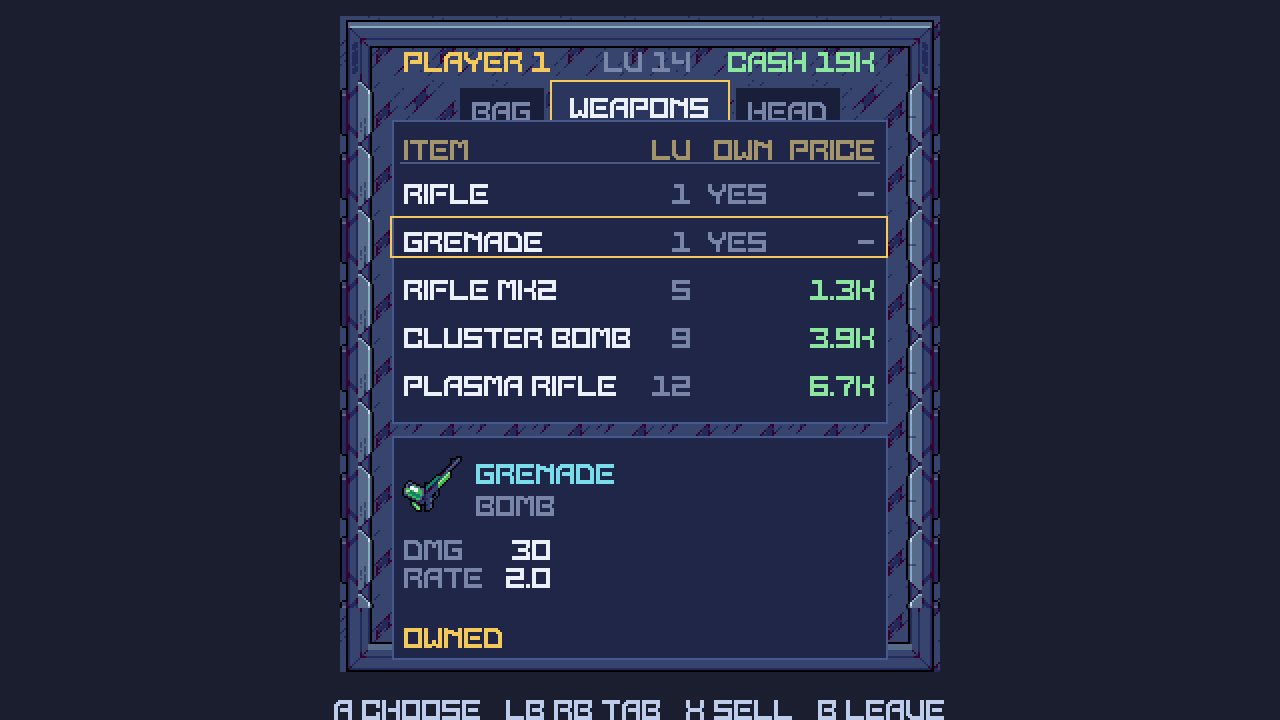 PLAYER 1 LV 14 CASH 19K
BAG WEAPONS HEAD
ITEM LV OWN PRICE
RIFLE 1 YES –
GRENADE 1 YES –
RIFLE MK2 5 1.3K
CLUSTER BOMB 9 3.9K
PLASMA RIFLE 12 6.7K
GRENADE
BOMB
DMG 30
RATE 2.0
OWNED
A CHOOSE LB RB TAB X SELL B LEAVE